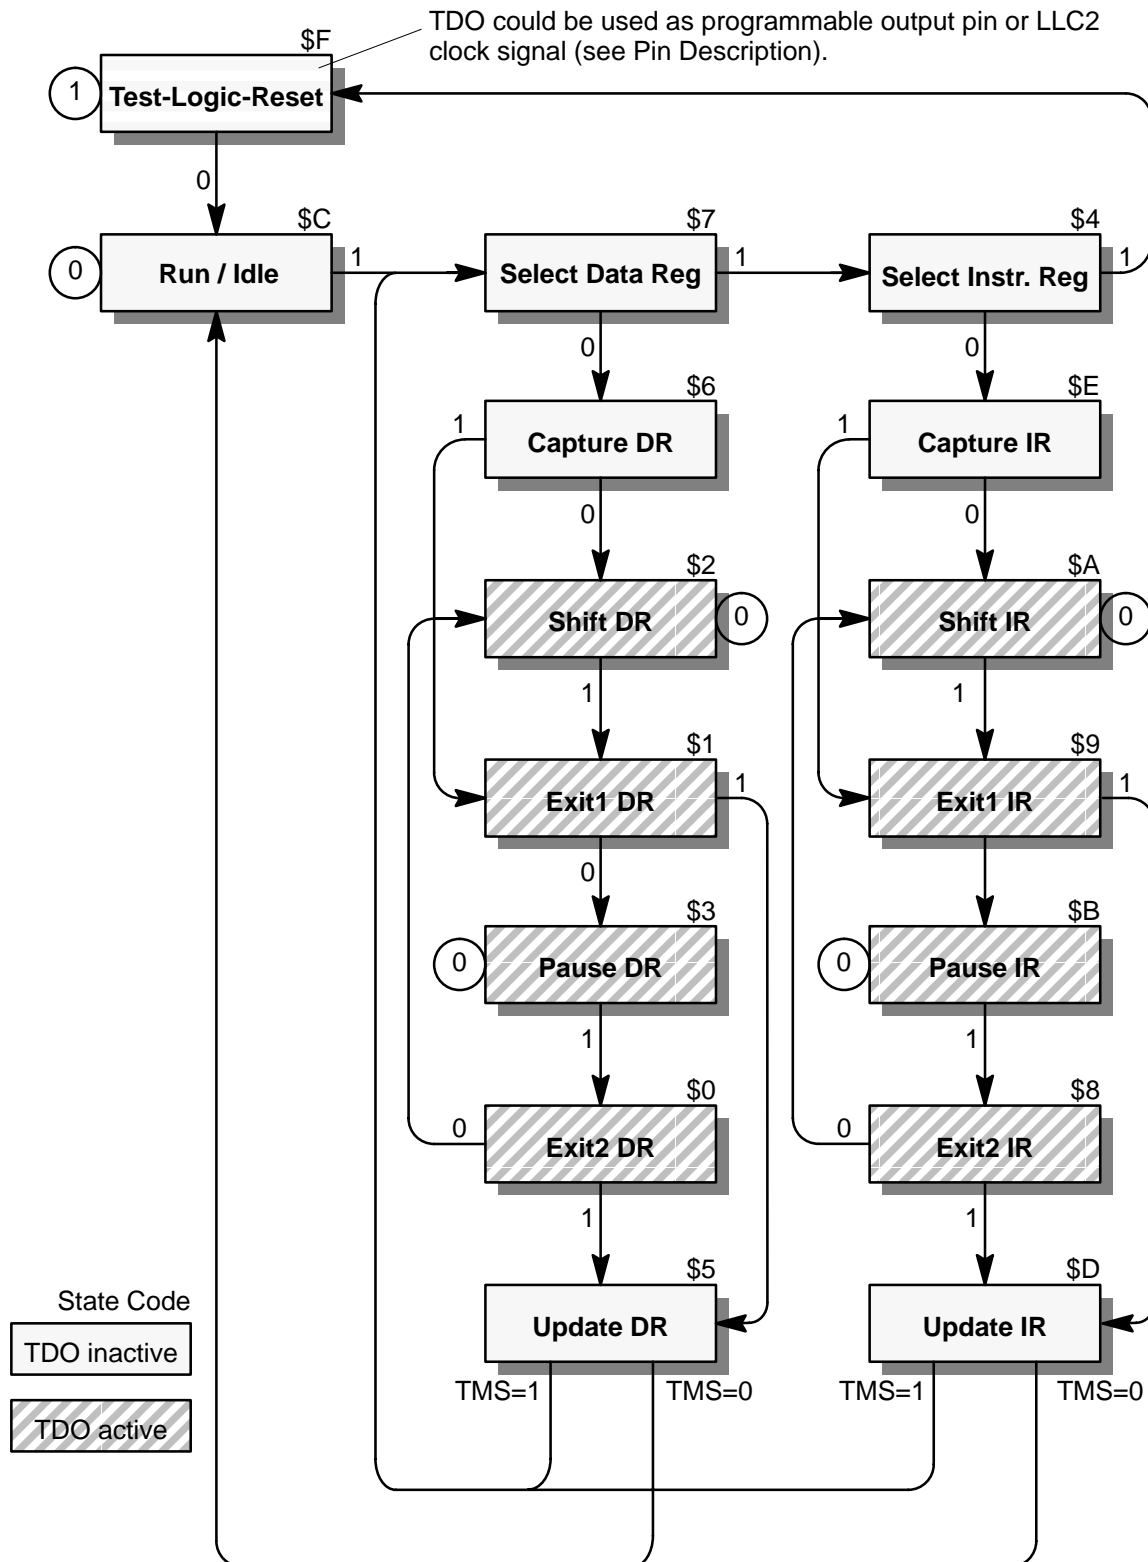 TDO could be used as programmable output pin or LLC2
clock signal (see Pin Description).
$F
1
Test-Logic-Reset
0
$C
$7
$4
0
Run / Idle
1
Select Data Reg
1
Select Instr. Reg
1
0
0
$6
$E
1
Capture DR
1
Capture IR
0
0
$2
$A
Shift DR
0
Shift IR
0
1
1
$1
$9
Exit1 DR
1
Exit1 IR
1
0
$3
$B
0
Pause DR
0
Pause IR
1
1
$0
$8
0
Exit2 DR
0
Exit2 IR
1
1
$5
$D
State Code
Update DR
Update IR
TDO inactive
TMS=1
TMS=0
TMS=1
TMS=0
TDO active